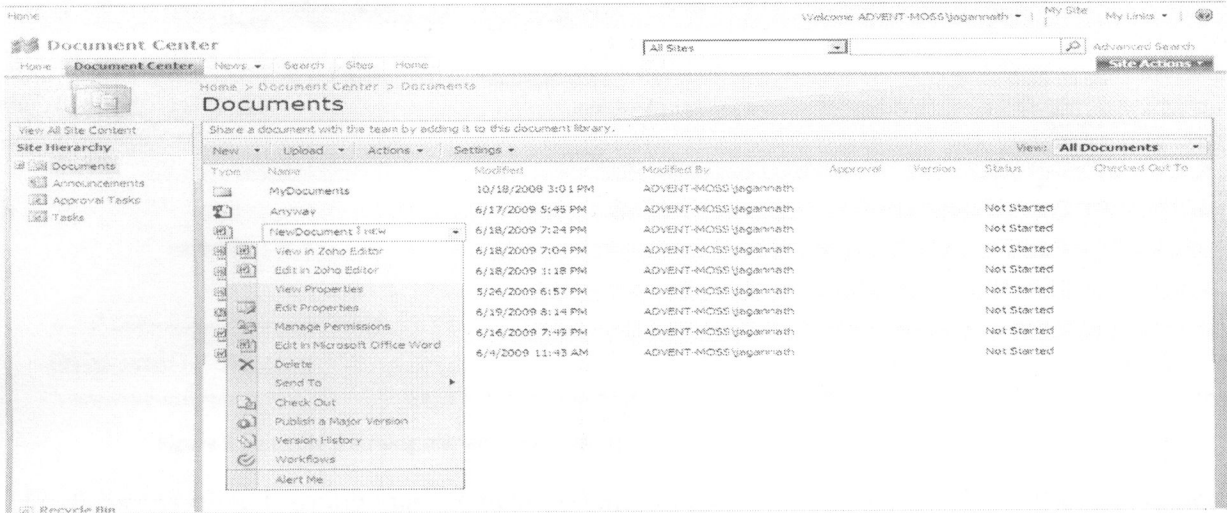 Home
Welcome ADVENT-MOSS\jagannath | My Site | My Links
Document Center
All Sites
Advanced Search
Home Document Center News Search Sites Home
Site Actions
Home > Document Center > Documents
Documents
View All Site Content
Share a document with the team by adding it to this document library.
Site Hierarchy
New Upload Actions Settings
View: All Documents
Documents
Announcements
Approval Tasks
Tasks
Type Name Modified Modified By Approval Version Status Checked Out To
MyDocuments 10/18/2008 3:01 PM ADVENT-MOSS\jagannath
Anyway 6/17/2009 5:45 PM ADVENT-MOSS\jagannath Not Started
NewDocument ! NEW 6/18/2009 7:24 PM ADVENT-MOSS\jagannath Not Started
6/18/2009 7:04 PM ADVENT-MOSS\jagannath Not Started
6/18/2009 1:18 PM ADVENT-MOSS\jagannath Not Started
5/26/2009 6:57 PM ADVENT-MOSS\jagannath Not Started
6/19/2009 8:14 PM ADVENT-MOSS\jagannath Not Started
6/16/2009 7:49 PM ADVENT-MOSS\jagannath Not Started
6/4/2009 11:43 AM ADVENT-MOSS\jagannath Not Started
View in Zoho Editor
Edit in Zoho Editor
View Properties
Edit Properties
Manage Permissions
Edit in Microsoft Office Word
Delete
Send To
Check Out
Publish a Major Version
Version History
Workflows
Alert Me
Recycle Bin